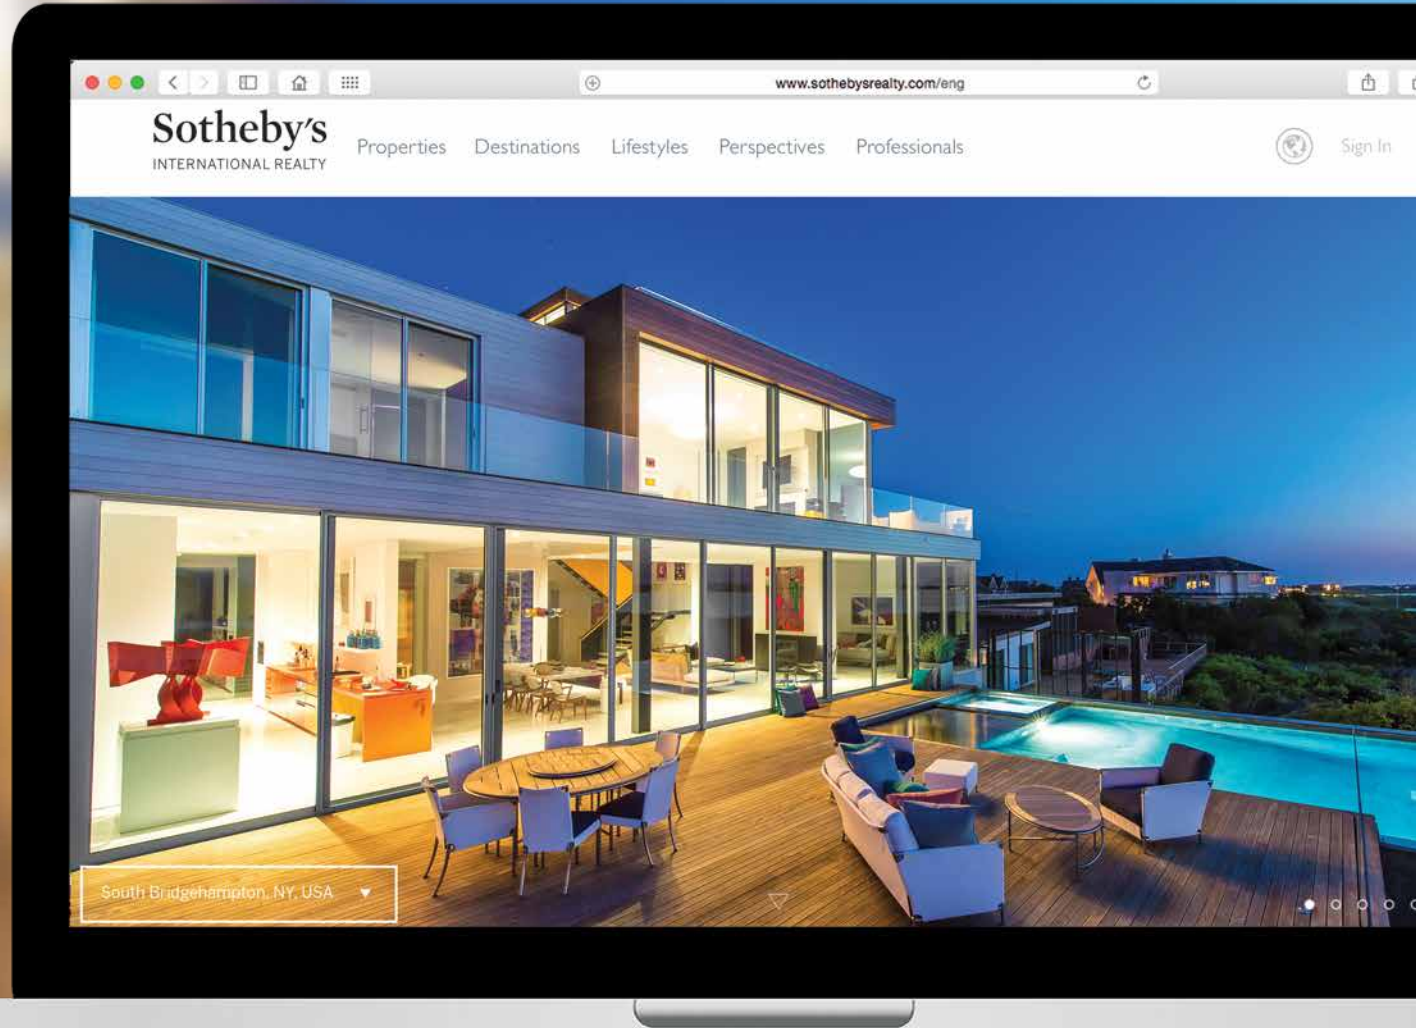 www.sothebysrealty.com/eng
Sotheby's
INTERNATIONAL REALTY
Properties Destinations Lifestyles Perspectives Professionals
Sign In
South Bridgehampton, NY, USA